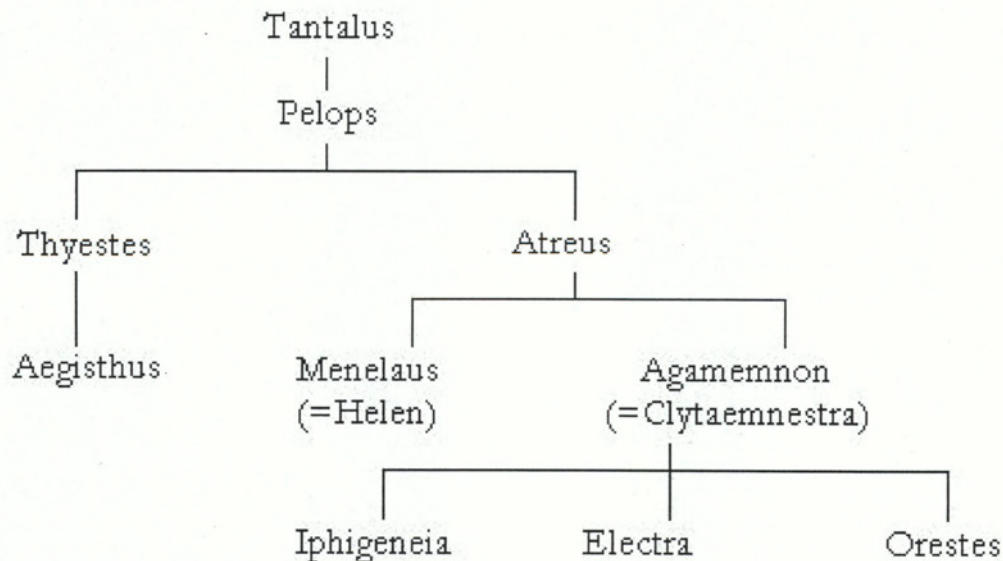 Tantalus
Pelops
Thyestes Atreus
Aegisthus Menelaus Agamemnon
(=Helen) (=Clytaemnestra)
Iphigeneia Electra Orestes